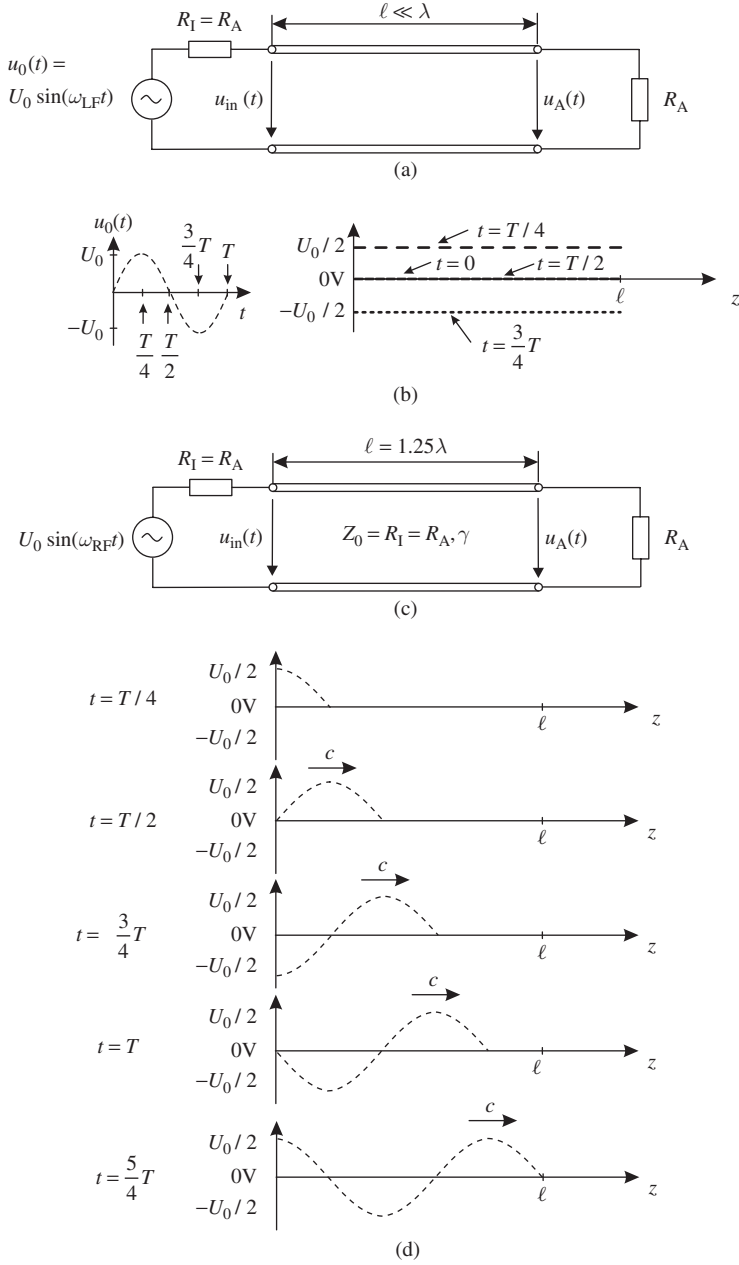 R_I = R_A
ℓ ≪ λ
u_0(t) =
U_0 sin(ω_LF t)
u_in (t)
u_A(t)
R_A
(a)
u_0(t)
U_0
−U_0
3/4 T
T
t
T/4
T/2
U_0 / 2
0V
−U_0 / 2
t = T / 4
t = 0
t = T / 2
t = 3/4 T
ℓ
z
(b)
R_I = R_A
ℓ = 1.25λ
U_0 sin(ω_RF t)
u_in(t)
Z_0 = R_I = R_A, γ
u_A(t)
R_A
(c)
t = T / 4
U_0 / 2
0V
−U_0 / 2
ℓ
z
t = T / 2
c
U_0 / 2
0V
−U_0 / 2
ℓ
z
t = 3/4 T
c
U_0 / 2
0V
−U_0 / 2
ℓ
z
t = T
c
U_0 / 2
0V
−U_0 / 2
ℓ
z
t = 5/4 T
c
U_0 / 2
0V
−U_0 / 2
ℓ
z
(d)